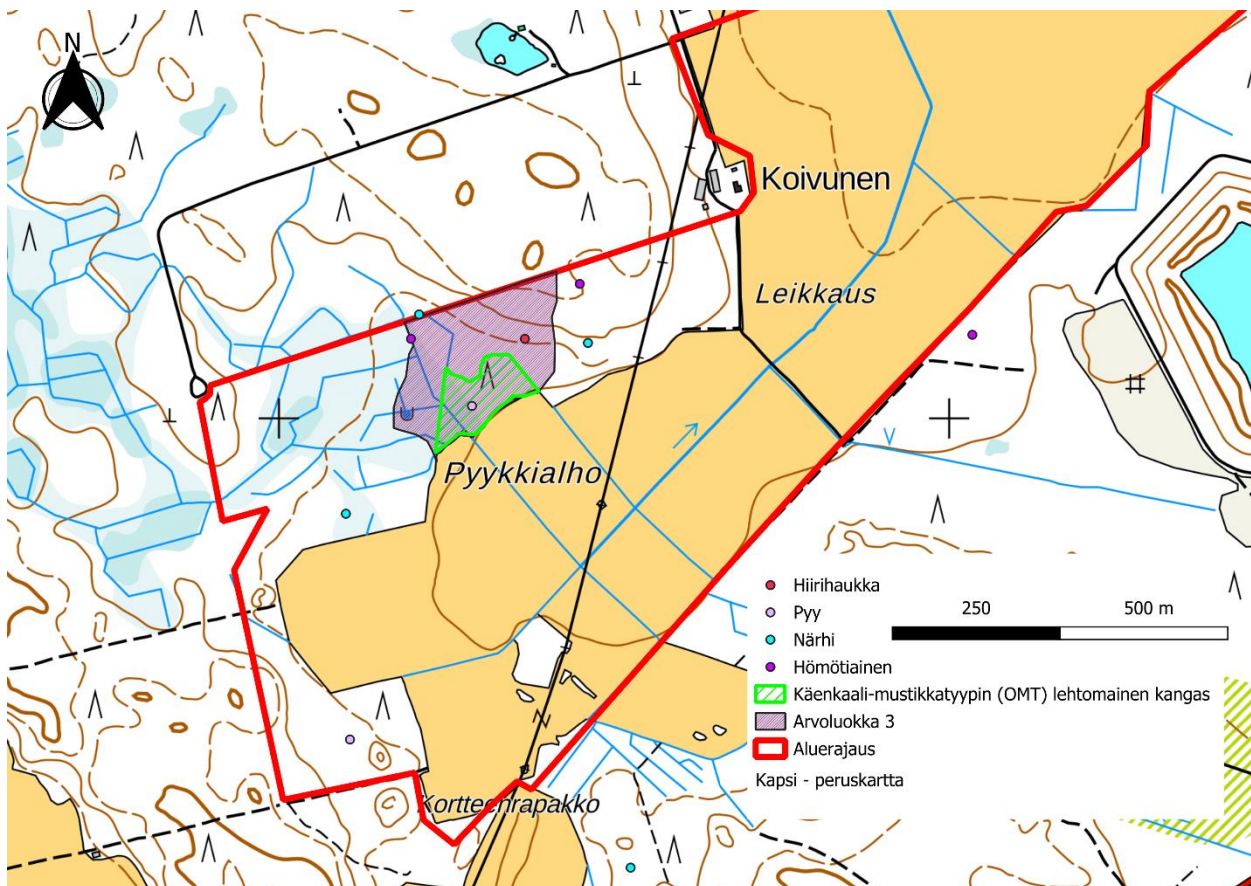 N
Koivunen
Leikkaus
Pyykkialho
V
Hiirihaukka
Pyy
Närhi
Hömötiainen
Käenkaali-mustikkatyypin (OMT) lehtomainen kangas
Arvoluokka 3
Aluerajaus
Kapsi - peruskartta
250 500 m
Z
Kortteenrapakko